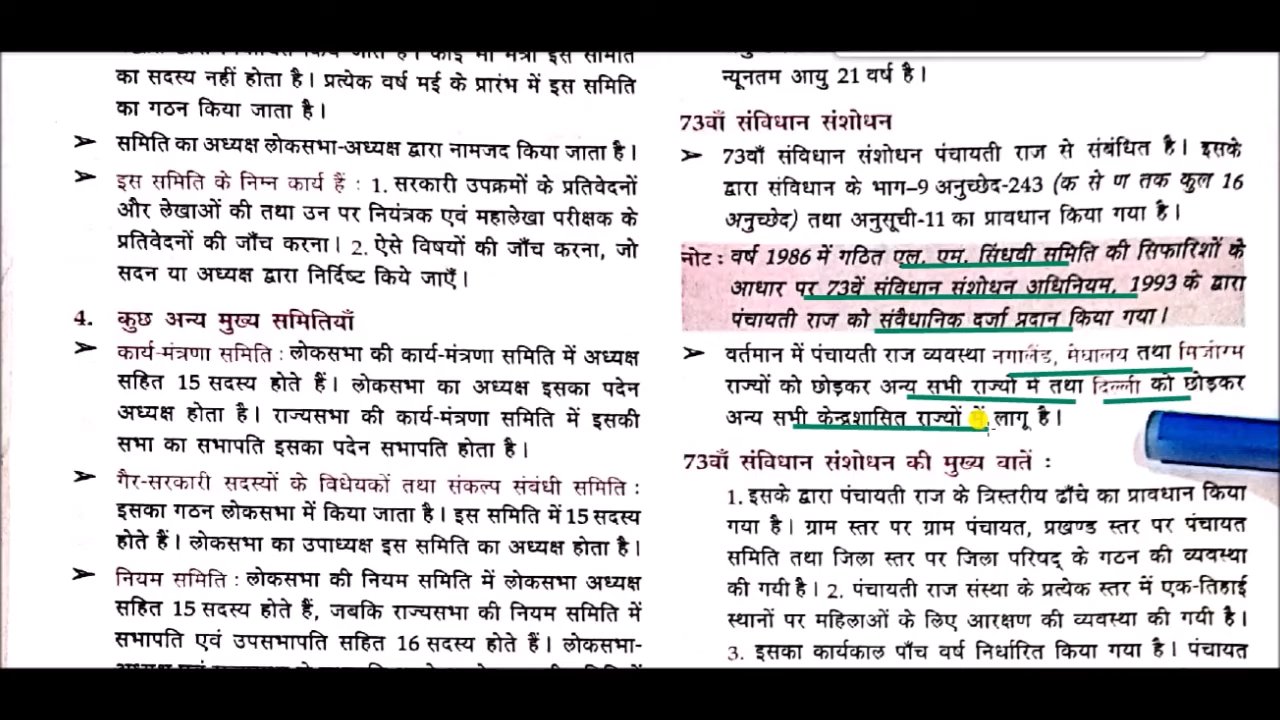 का सदस्य नहीं होता है। प्रत्येक वर्ष मई के प्रारंभ में इस समिति
का गठन किया जाता है।
➤ समिति का अध्यक्ष लोकसभा-अध्यक्ष द्वारा नामजद किया जाता है।
➤ इस समिति के निम्न कार्य हैं : 1. सरकारी उपक्रमों के प्रतिवेदनों
और लेखाओं की तथा उन पर नियंत्रक एवं महालेखा परीक्षक के
प्रतिवेदनों की जाँच करना। 2. ऐसे विषयों की जाँच करना, जो
सदन या अध्यक्ष द्वारा निर्दिष्ट किये जाएँ।
4. कुछ अन्य मुख्य समितियाँ
➤ कार्य-मंत्रणा समिति : लोकसभा की कार्य-मंत्रणा समिति में अध्यक्ष
सहित 15 सदस्य होते हैं। लोकसभा का अध्यक्ष इसका पदेन
अध्यक्ष होता है। राज्यसभा की कार्य-मंत्रणा समिति में इसकी
सभा का सभापति इसका पदेन सभापति होता है।
➤ गैर-सरकारी सदस्यों के विधेयकों तथा संकल्प संबंधी समिति :
इसका गठन लोकसभा में किया जाता है। इस समिति में 15 सदस्य
होते हैं। लोकसभा का उपाध्यक्ष इस समिति का अध्यक्ष होता है।
➤ नियम समिति : लोकसभा की नियम समिति में लोकसभा अध्यक्ष
सहित 15 सदस्य होते हैं, जबकि राज्यसभा की नियम समिति में
सभापति एवं उपसभापति सहित 16 सदस्य होते हैं। लोकसभा-
न्यूनतम आयु 21 वर्ष है।
73वाँ संविधान संशोधन
➤ 73वाँ संविधान संशोधन पंचायती राज से संबंधित है। इसके
द्वारा संविधान के भाग–9 अनुच्छेद-243 (क से ण तक कुल 16
अनुच्छेद) तथा अनुसूची-11 का प्रावधान किया गया है।
नोट : वर्ष 1986 में गठित एल. एम. सिंघवी समिति की सिफारिशों के
आधार पर 73वें संविधान संशोधन अधिनियम, 1993 के द्वारा
पंचायती राज को संवैधानिक दर्जा प्रदान किया गया।
➤ वर्तमान में पंचायती राज व्यवस्था नगालैंड, मेघालय तथा मिजोरम
राज्यों को छोड़कर अन्य सभी राज्यों में तथा दिल्ली को छोड़कर
अन्य सभी केन्द्रशासित राज्यों में लागू है।
73वाँ संविधान संशोधन की मुख्य बातें :
1. इसके द्वारा पंचायती राज के त्रिस्तरीय ढाँचे का प्रावधान किया
गया है। ग्राम स्तर पर ग्राम पंचायत, प्रखण्ड स्तर पर पंचायत
समिति तथा जिला स्तर पर जिला परिषद् के गठन की व्यवस्था
की गयी है। 2. पंचायती राज संस्था के प्रत्येक स्तर में एक-तिहाई
स्थानों पर महिलाओं के लिए आरक्षण की व्यवस्था की गयी है।
3. इसका कार्यकाल पाँच वर्ष निर्धारित किया गया है। पंचायत